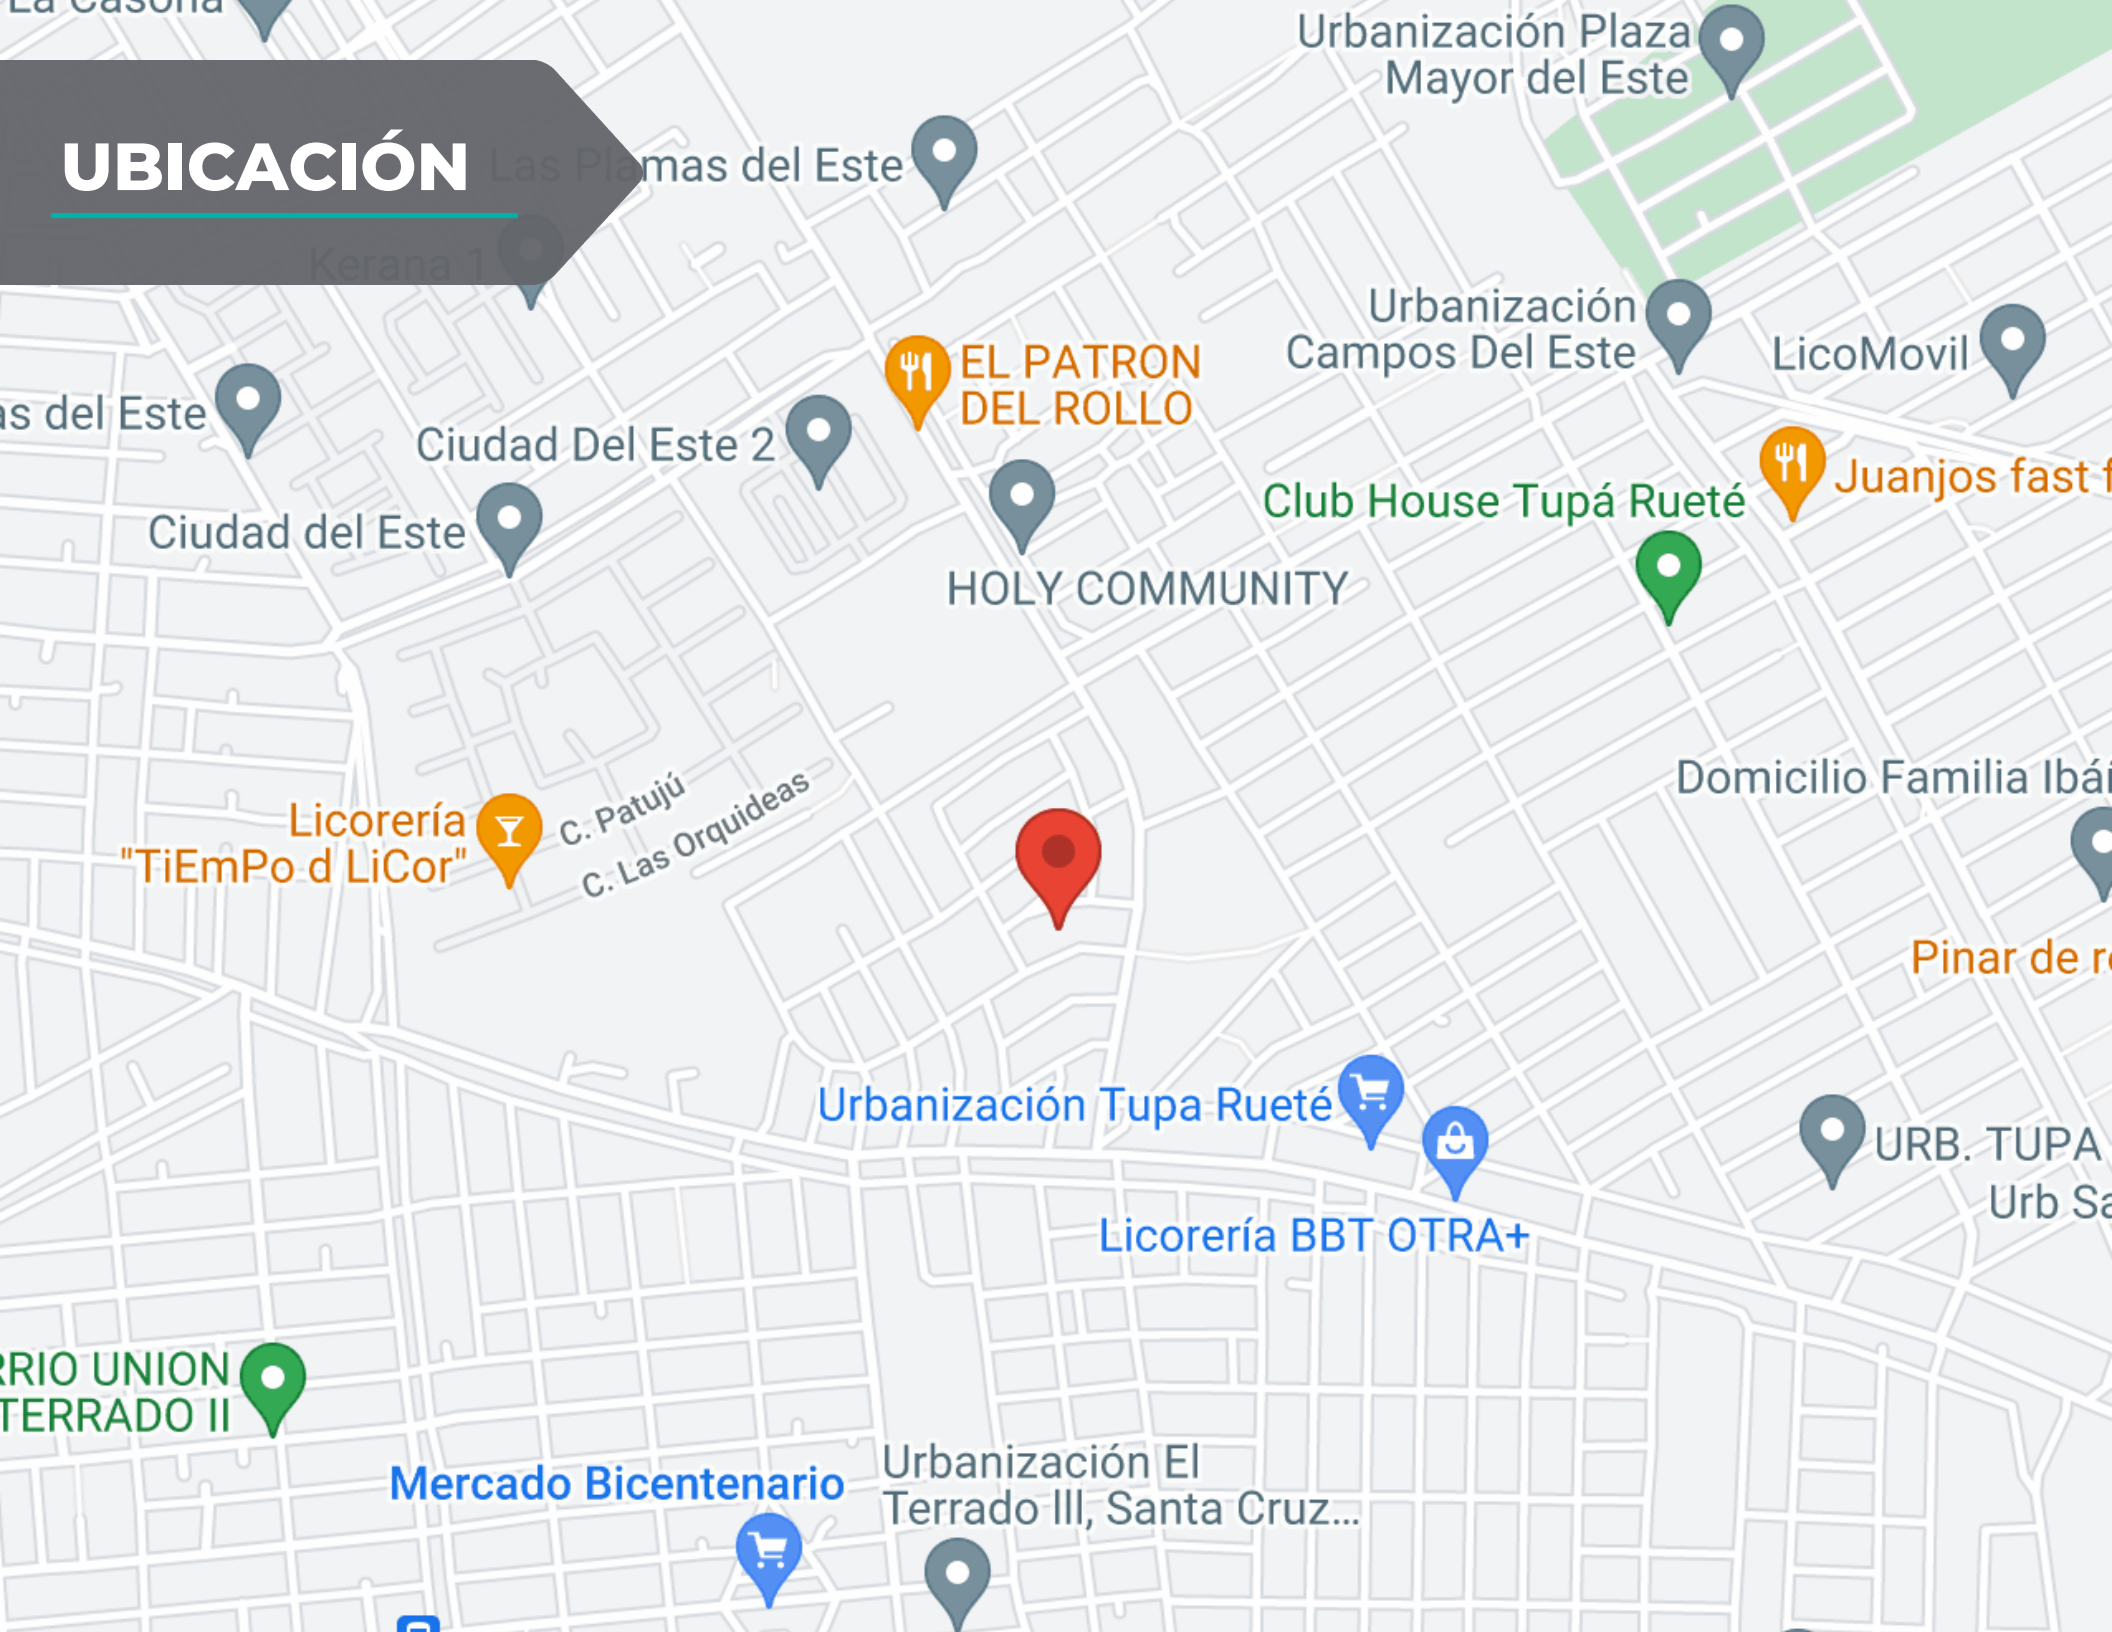 La Casona
Urbanización Plaza
Mayor del Este
UBICACIÓN
Las Plamas del Este
Kerana 1
Urbanización
Campos Del Este
LicoMovil
EL PATRON
DEL ROLLO
as del Este
Ciudad Del Este 2
Juanjos fast f
Club House Tupá Rueté
Ciudad del Este
HOLY COMMUNITY
Domicilio Familia Ibá
Licorería
"TiEmPo d LiCor"
C. Patujú
C. Las Orquideas
Pinar de r
Urbanización Tupa Rueté
URB. TUPA
Urb Sa
Licorería BBT OTRA+
RRIO UNION
TERRADO II
Mercado Bicentenario
Urbanización El
Terrado III, Santa Cruz...